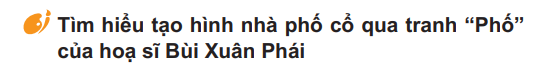 Tìm hiểu tạo hình nhà phố cổ qua tranh “Phố”
của hoạ sĩ Bùi Xuân Phái